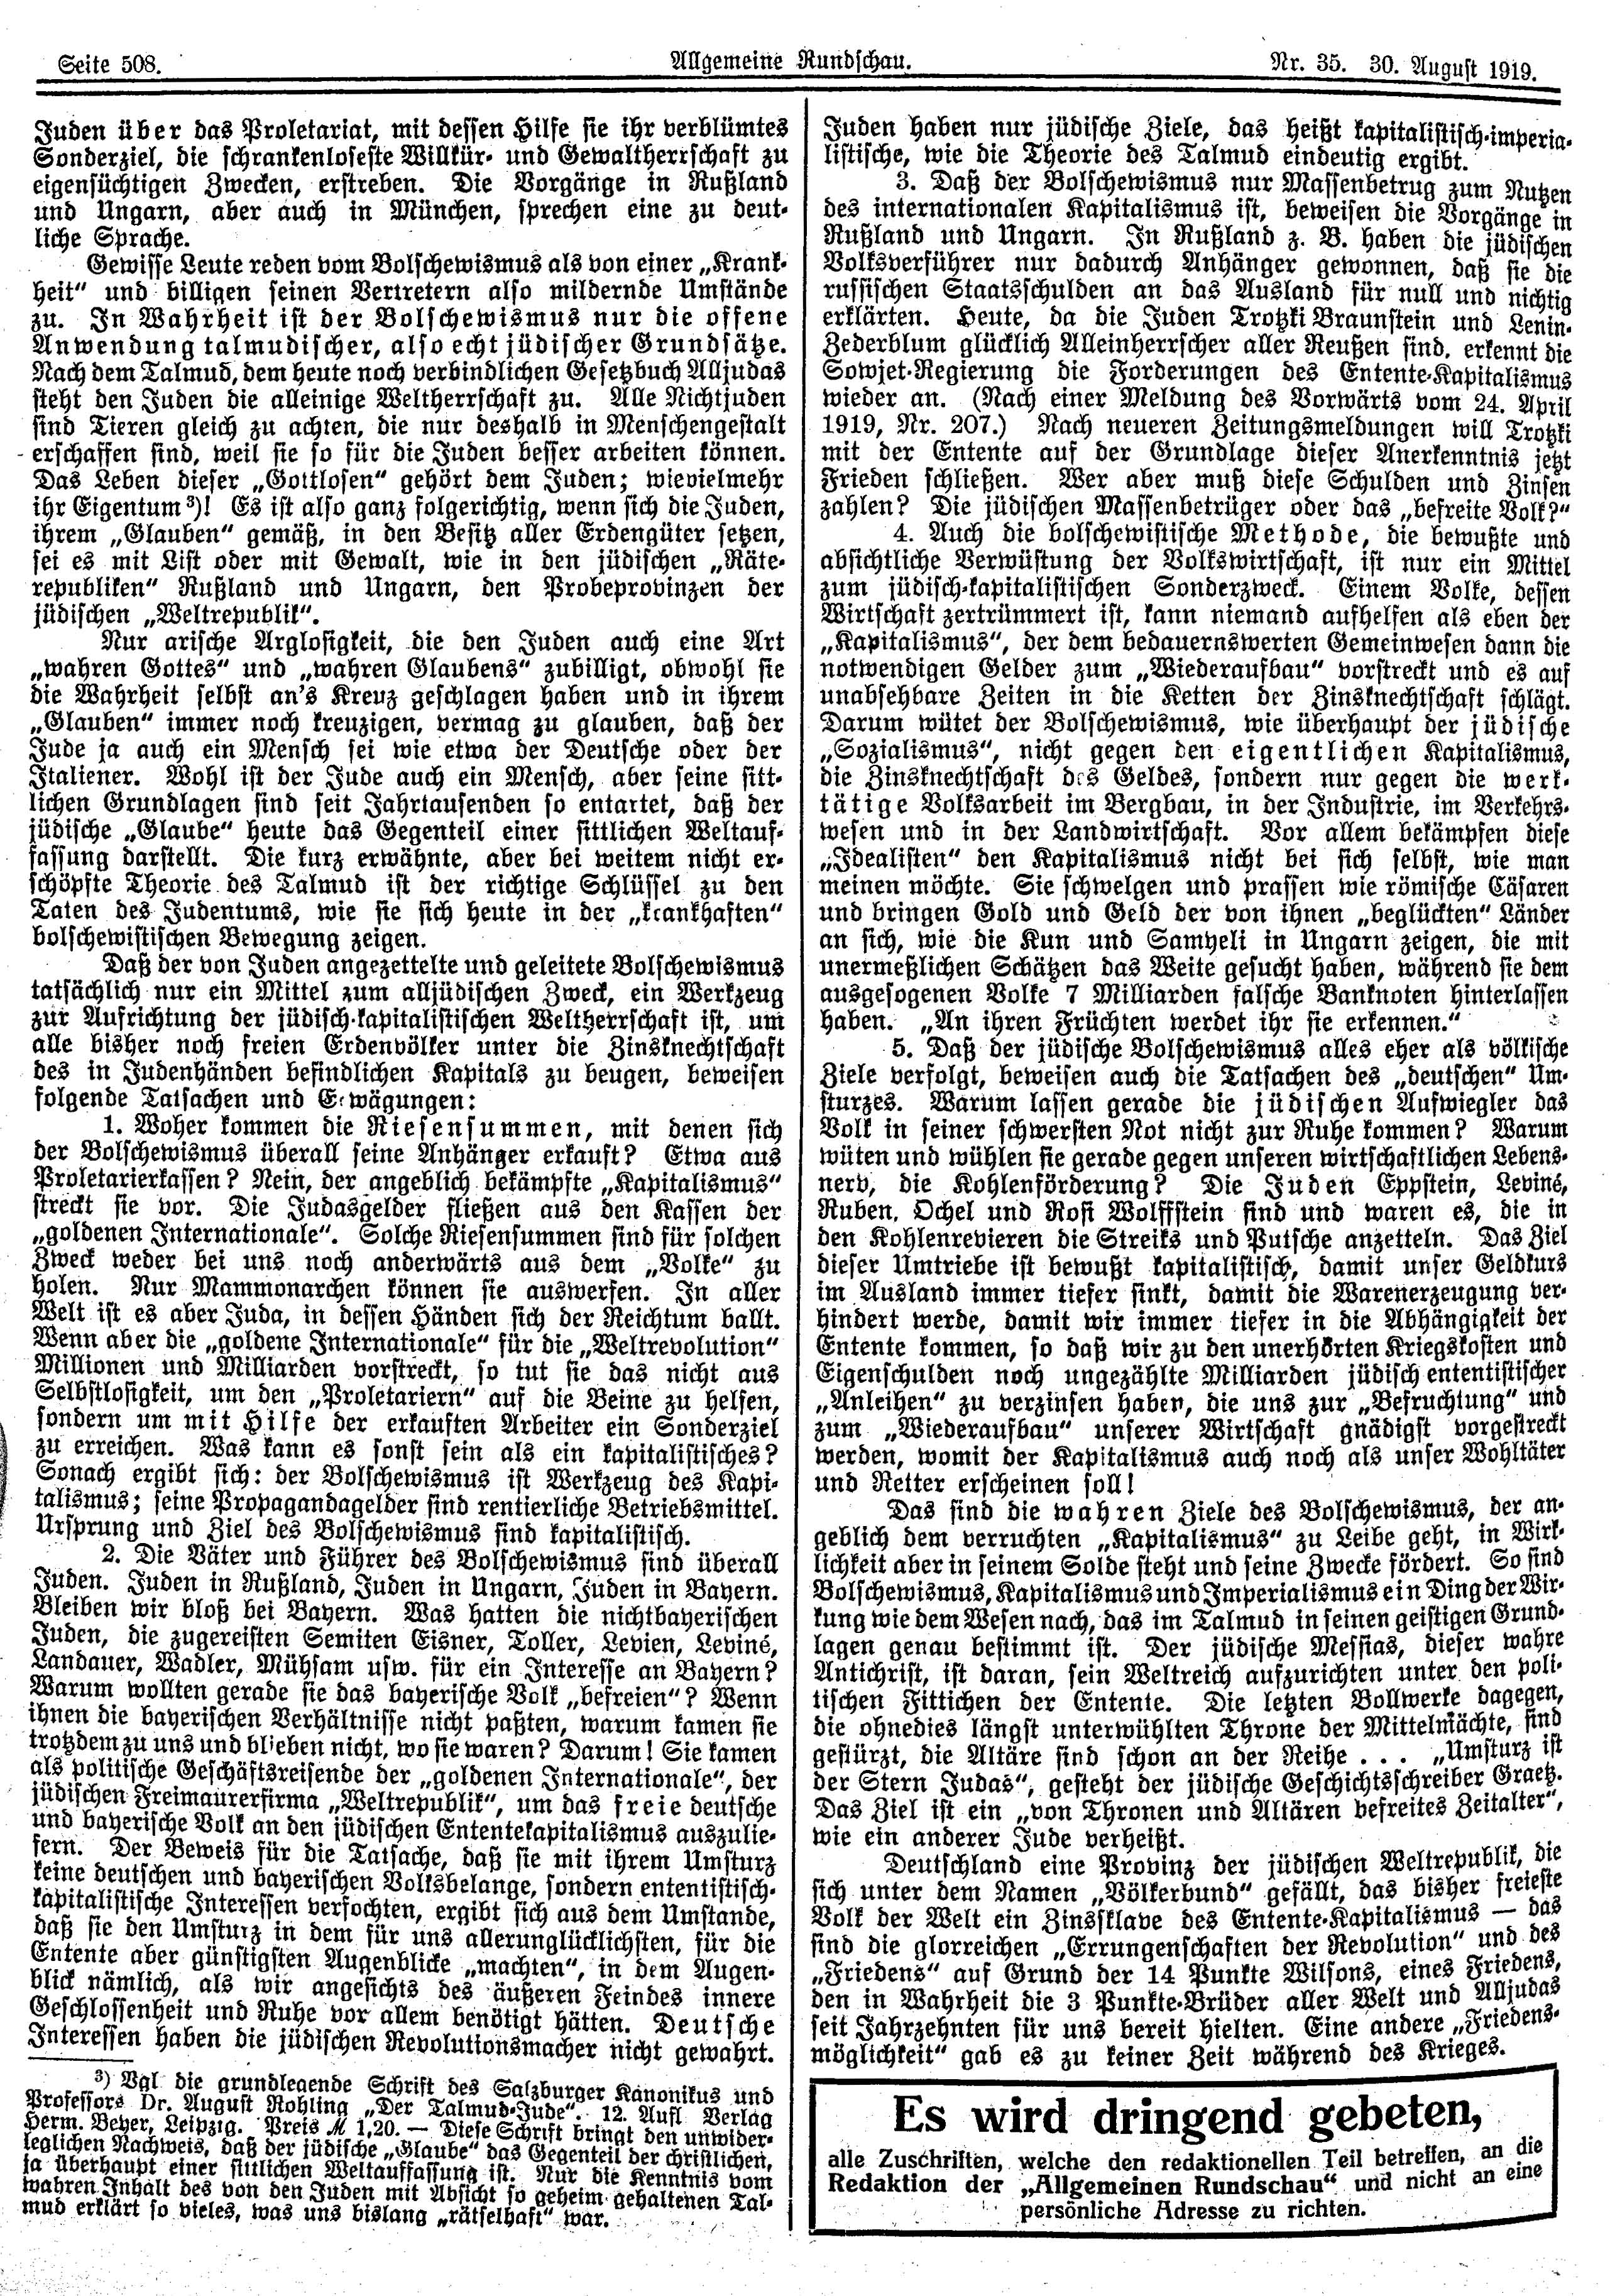 Seite 508.
Allgemeine Rundschau.
Nr. 35. 30. August 1919.
Juden über das Proletariat, mit dessen Hilfe sie ihr verblümtes
Sonderziel, die schrankenloseste Willkür- und Gewaltherrschaft zu
eigensüchtigen Zwecken, erstreben. Die Vorgänge in Rußland
und Ungarn, aber auch in München, sprechen eine zu deut-
liche Sprache.
Gewisse Leute reden vom Bolschewismus als von einer „Krank-
heit“ und billigen seinen Vertretern also mildernde Umstände
zu. In Wahrheit ist der Bolschewismus nur die offene
Anwendung talmudischer, also echt jüdischer Grundsätze.
Nach dem Talmud, dem heute noch verbindlichen Gesetzbuch Alljudas
steht den Juden die alleinige Weltherrschaft zu. Alle Nichtjuden
sind Tieren gleich zu achten, die nur deshalb in Menschengestalt
erschaffen sind, weil sie so für die Juden besser arbeiten können.
Das Leben dieser „Gottlosen“ gehört dem Juden; wievielmehr
ihr Eigentum³)! Es ist also ganz folgerichtig, wenn sich die Juden,
ihrem „Glauben“ gemäß, in den Besitz aller Erdengüter setzen,
sei es mit List oder mit Gewalt, wie in den jüdischen „Räte-
republiken“ Rußland und Ungarn, den Probeprovinzen der
jüdischen „Weltrepublik“.
Nur arische Arglosigkeit, die den Juden auch eine Art
„wahren Gottes“ und „wahren Glaubens“ zubilligt, obwohl sie
die Wahrheit selbst an's Kreuz geschlagen haben und in ihrem
„Glauben“ immer noch kreuzigen, vermag zu glauben, daß der
Jude ja auch ein Mensch sei wie etwa der Deutsche oder der
Italiener. Wohl ist der Jude auch ein Mensch, aber seine sitt-
lichen Grundlagen sind seit Jahrtausenden so entartet, daß der
jüdische „Glaube“ heute das Gegenteil einer sittlichen Weltauf-
fassung darstellt. Die kurz erwähnte, aber bei weitem nicht er-
schöpfte Theorie des Talmud ist der richtige Schlüssel zu den
Taten des Judentums, wie sie sich heute in der „krankhaften“
bolschewistischen Bewegung zeigen.
Daß der von Juden angezettelte und geleitete Bolschewismus
tatsächlich nur ein Mittel zum alljüdischen Zweck, ein Werkzeug
zur Aufrichtung der jüdisch-kapitalistischen Weltherrschaft ist, um
alle bisher noch freien Erdenvölker unter die Zinsknechtschaft
des in Judenhänden befindlichen Kapitals zu beugen, beweisen
folgende Tatsachen und Erwägungen:
1. Woher kommen die Riesensummen, mit denen sich
der Bolschewismus überall seine Anhänger erkauft? Etwa aus
Proletarierkassen? Nein, der angeblich bekämpfte „Kapitalismus“
streckt sie vor. Die Judasgelder fließen aus den Kassen der
„goldenen Internationale“. Solche Riesensummen sind für solchen
Zweck weder bei uns noch anderwärts aus dem „Volke“ zu
holen. Nur Mammonarchen können sie auswerfen. In aller
Welt ist es aber Juda, in dessen Händen sich der Reichtum ballt.
Wenn aber die „goldene Internationale“ für die „Weltrevolution“
Millionen und Milliarden vorstreckt, so tut sie das nicht aus
Selbstlosigkeit, um den „Proletariern“ auf die Beine zu helfen,
sondern um mit Hilfe der erkauften Arbeiter ein Sonderziel
zu erreichen. Was kann es sonst sein als ein kapitalistisches?
Sonach ergibt sich: der Bolschewismus ist Werkzeug des Kapi-
talismus; seine Propagandagelder sind rentierliche Betriebsmittel.
Ursprung und Ziel des Bolschewismus sind kapitalistisch.
2. Die Väter und Führer des Bolschewismus sind überall
Juden. Juden in Rußland, Juden in Ungarn, Juden in Bayern.
Bleiben wir bloß bei Bayern. Was hatten die nichtbayerischen
Juden, die zugereisten Semiten Eisner, Toller, Levien, Leviné,
Landauer, Wadler, Mühsam usw. für ein Interesse an Bayern?
Warum wollten gerade sie das bayerische Volk „befreien“? Wenn
ihnen die bayerischen Verhältnisse nicht paßten, warum kamen sie
trotzdem zu uns und blieben nicht, wo sie waren? Darum! Sie kamen
als politische Geschäftsreisende der „goldenen Internationale“, der
jüdischen Freimaurerfirma „Weltrepublik“, um das freie deutsche
und bayerische Volk an den jüdischen Ententekapitalismus auszulie-
fern. Der Beweis für die Tatsache, daß sie mit ihrem Umsturz
keine deutschen und bayerischen Volksbelange, sondern ententistisch-
kapitalistische Interessen verfochten, ergibt sich aus dem Umstande,
daß sie den Umsturz in dem für uns allerunglücklichsten, für die
Entente aber günstigsten Augenblicke „machten“, in dem Augen-
blick nämlich, als wir angesichts des äußeren Feindes innere
Geschlossenheit und Ruhe vor allem benötigt hätten. Deutsche
Interessen haben die jüdischen Revolutionsmacher nicht gewahrt.
³) Vgl die grundlegende Schrift des Salzburger Kanonikus und
Professors Dr. August Rohling „Der Talmud-Jude“. 12. Aufl Verlag
Herm. Beyer, Leipzig. Preis M 1,20. — Diese Schrift bringt den unwider-
leglichen Nachweis, daß der jüdische „Glaube“ das Gegenteil der christlichen,
ja überhaupt einer sittlichen Weltauffassung ist. Nur die Kenntnis vom
wahren Inhalt des von den Juden mit Absicht so geheim gehaltenen Tal-
mud erklärt so vieles, was uns bislang „rätselhaft“ war.
Juden haben nur jüdische Ziele, das heißt kapitalistisch-imperia-
listische, wie die Theorie des Talmud eindeutig ergibt.
3. Daß der Bolschewismus nur Massenbetrug zum Nutzen
des internationalen Kapitalismus ist, beweisen die Vorgänge in
Rußland und Ungarn. In Rußland z. B. haben die jüdischen
Volksverführer nur dadurch Anhänger gewonnen, daß sie die
russischen Staatsschulden an das Ausland für null und nichtig
erklärten. Heute, da die Juden Trotzki Braunstein und Lenin-
Zederblum glücklich Alleinherrscher aller Reußen sind, erkennt die
Sowjet-Regierung die Forderungen des Entente-Kapitalismus
wieder an. (Nach einer Meldung des Vorwärts vom 24. April
1919, Nr. 207.) Nach neueren Zeitungsmeldungen will Trotzki
mit der Entente auf der Grundlage dieser Anerkenntnis jetzt
Frieden schließen. Wer aber muß diese Schulden und Zinsen
zahlen? Die jüdischen Massenbetrüger oder das „befreite Volk?“
4. Auch die bolschewistische Methode, die bewußte und
absichtliche Verwüstung der Volkswirtschaft, ist nur ein Mittel
zum jüdisch-kapitalistischen Sonderzweck. Einem Volke, dessen
Wirtschaft zertrümmert ist, kann niemand aufhelfen als eben der
„Kapitalismus“, der dem bedauernswerten Gemeinwesen dann die
notwendigen Gelder zum „Wiederaufbau“ vorstreckt und es auf
unabsehbare Zeiten in die Ketten der Zinsknechtschaft schlägt.
Darum wütet der Bolschewismus, wie überhaupt der jüdische
„Sozialismus“, nicht gegen den eigentlichen Kapitalismus,
die Zinsknechtschaft des Geldes, sondern nur gegen die werk-
tätige Volksarbeit im Bergbau, in der Industrie, im Verkehrs-
wesen und in der Landwirtschaft. Vor allem bekämpfen diese
„Idealisten“ den Kapitalismus nicht bei sich selbst, wie man
meinen möchte. Sie schwelgen und prassen wie römische Cäsaren
und bringen Gold und Geld der von ihnen „beglückten“ Länder
an sich, wie die Kun und Samyeli in Ungarn zeigen, die mit
unermeßlichen Schätzen das Weite gesucht haben, während sie dem
ausgesogenen Volke 7 Milliarden falsche Banknoten hinterlassen
haben. „An ihren Früchten werdet ihr sie erkennen.“
5. Daß der jüdische Bolschewismus alles eher als völkische
Ziele verfolgt, beweisen auch die Tatsachen des „deutschen“ Um-
sturzes. Warum lassen gerade die jüdischen Aufwiegler das
Volk in seiner schwersten Not nicht zur Ruhe kommen? Warum
wüten und wühlen sie gerade gegen unseren wirtschaftlichen Lebens-
nerv, die Kohlenförderung? Die Juden Eppstein, Leviné,
Ruben, Ochel und Rosi Wolffstein sind und waren es, die in
den Kohlenrevieren die Streiks und Putsche anzetteln. Das Ziel
dieser Umtriebe ist bewußt kapitalistisch, damit unser Geldkurs
im Ausland immer tiefer sinkt, damit die Warenerzeugung ver-
hindert werde, damit wir immer tiefer in die Abhängigkeit der
Entente kommen, so daß wir zu den unerhörten Kriegskosten und
Eigenschulden noch ungezählte Milliarden jüdisch ententistischer
„Anleihen“ zu verzinsen haben, die uns zur „Befruchtung“ und
zum „Wiederaufbau“ unserer Wirtschaft gnädigst vorgestreckt
werden, womit der Kapitalismus auch noch als unser Wohltäter
und Retter erscheinen soll!
Das sind die wahren Ziele des Bolschewismus, der an-
geblich dem verruchten „Kapitalismus“ zu Leibe geht, in Wirk-
lichkeit aber in seinem Solde steht und seine Zwecke fördert. So sind
Bolschewismus, Kapitalismus und Imperialismus ein Ding der Wir-
kung wie dem Wesen nach, das im Talmud in seinen geistigen Grund-
lagen genau bestimmt ist. Der jüdische Messias, dieser wahre
Antichrist, ist daran, sein Weltreich aufzurichten unter den poli-
tischen Fittichen der Entente. Die letzten Bollwerke dagegen,
die ohnedies längst unterwühlten Throne der Mittelmächte, sind
gestürzt, die Altäre sind schon an der Reihe . . . „Umsturz ist
der Stern Judas“, gesteht der jüdische Geschichtsschreiber Graetz.
Das Ziel ist ein „von Thronen und Altären befreites Zeitalter“,
wie ein anderer Jude verheißt.
Deutschland eine Provinz der jüdischen Weltrepublik, die
sich unter dem Namen „Völkerbund“ gefällt, das bisher freieste
Volk der Welt ein Zinssklave des Entente-Kapitalismus — das
sind die glorreichen „Errungenschaften der Revolution“ und des
„Friedens“ auf Grund der 14 Punkte Wilsons, eines Friedens,
den in Wahrheit die 3 Punkte-Brüder aller Welt und Alljudas
seit Jahrzehnten für uns bereit hielten. Eine andere „Friedens-
möglichkeit“ gab es zu keiner Zeit während des Krieges.
Es wird dringend gebeten,
alle Zuschriften, welche den redaktionellen Teil betreffen, an die
Redaktion der „Allgemeinen Rundschau“ und nicht an eine
persönliche Adresse zu richten.